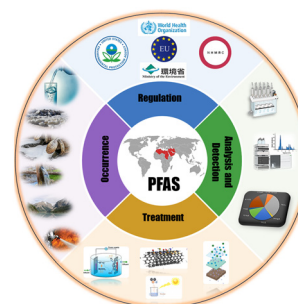 World Health
Organization
EU
環境省
Ministry of the Environment
Regulation
Occurrence
Analysis and
Detection
PFAS
Treatment